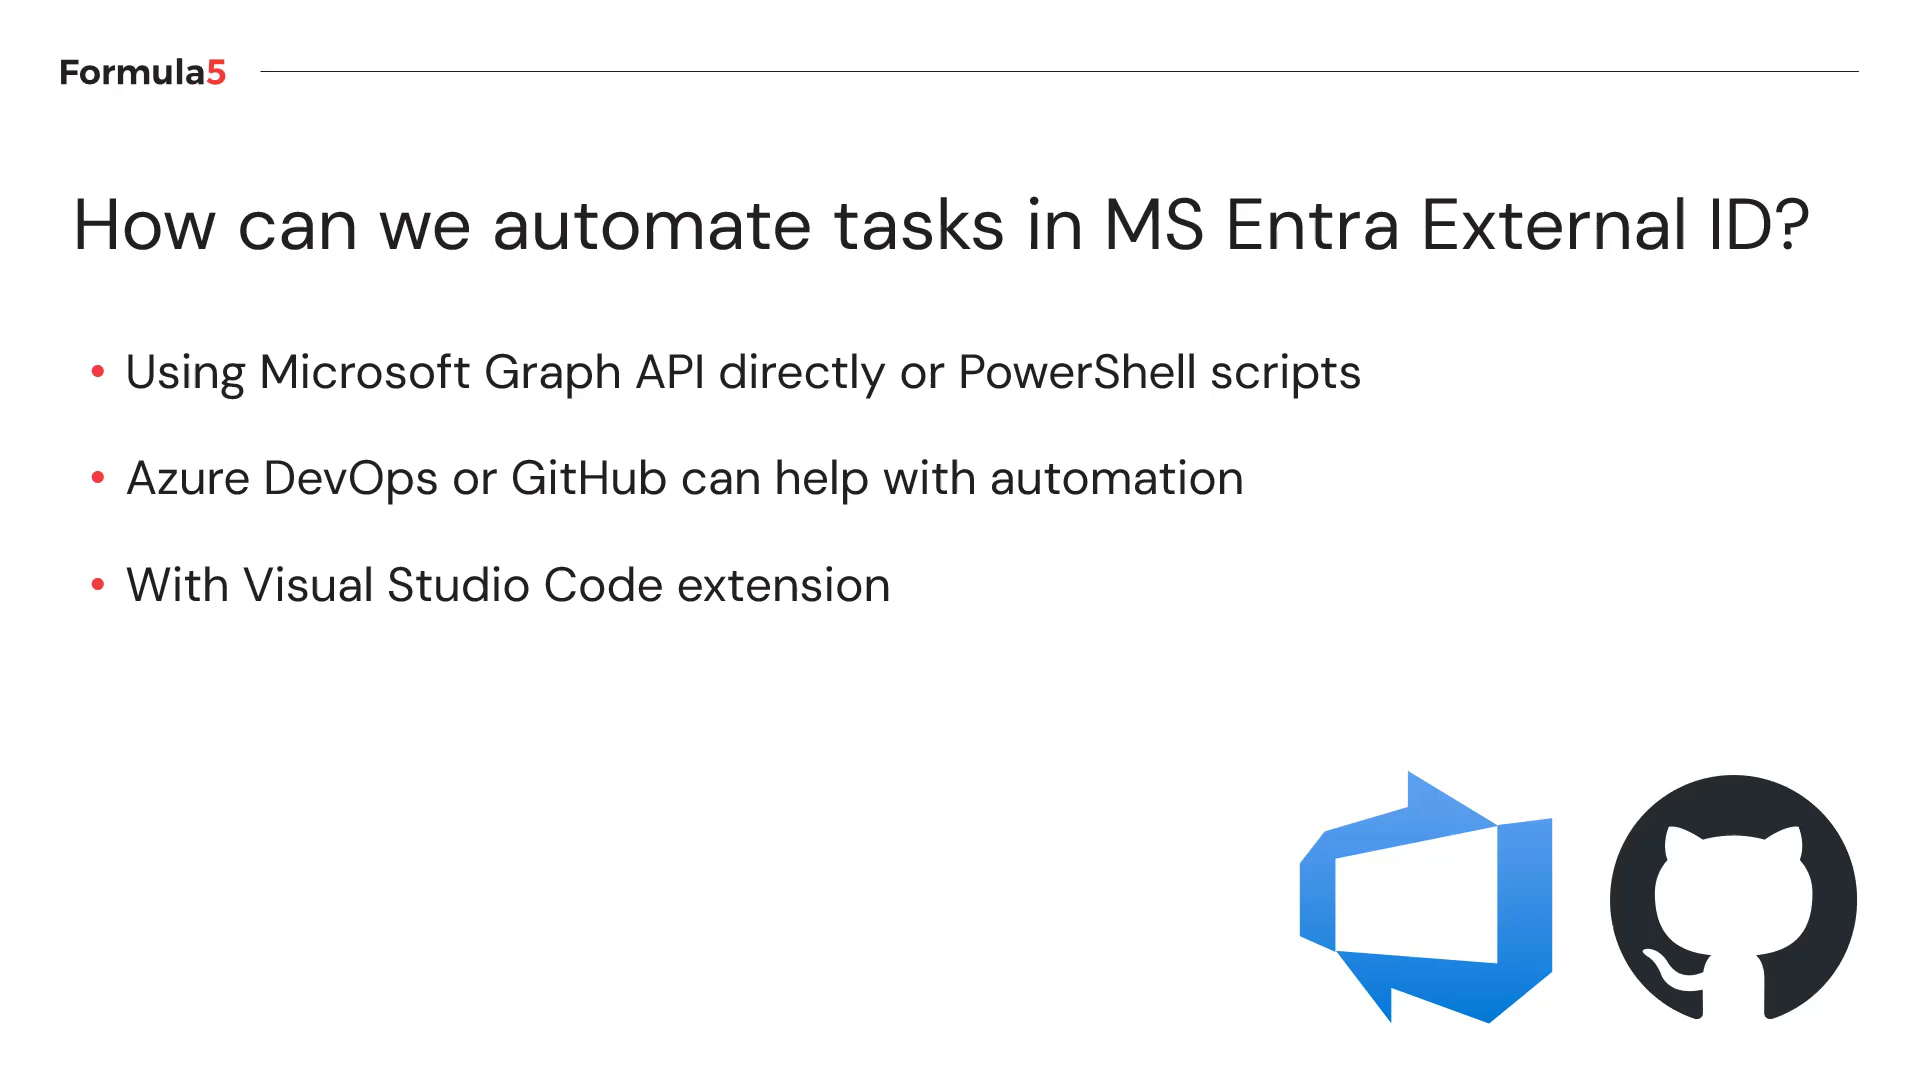 Formula5
How can we automate tasks in MS Entra External ID?
• Using Microsoft Graph API directly or PowerShell scripts
• Azure DevOps or GitHub can help with automation
• With Visual Studio Code extension